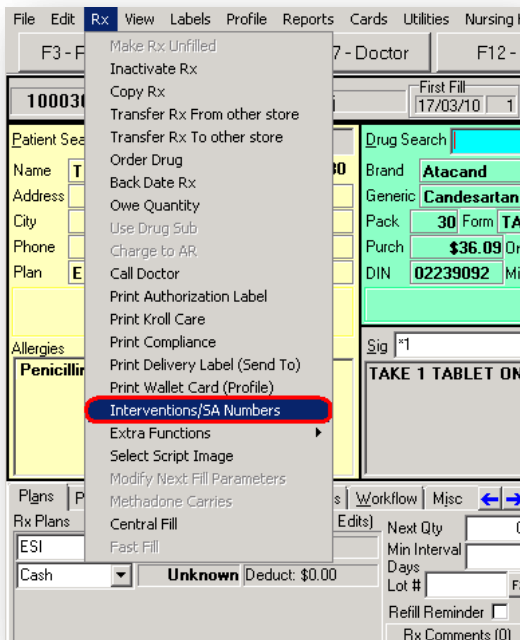 File Edit Rx View Labels Profile Reports Cards Utilities Nursing
F3 - 7 - Doctor F12 -
Make Rx Unfilled
Inactivate Rx
Copy Rx
Transfer Rx From other store
Transfer Rx To other store
Order Drug
Back Date Rx
Owe Quantity
Use Drug Sub
Charge to AR
Call Doctor
Print Authorization Label
Print Kroll Care
Print Compliance
Print Delivery Label (Send To)
Print Wallet Card (Profile)
Interventions/SA Numbers
Extra Functions
Select Script Image
Modify Next Fill Parameters
Methadone Carries
Central Fill
Fast Fill
First Fill
17/03/10 1
Patient
Name
Address
City
Phone
Plan
Allergies
Drug Search
Brand Atacand
Generic Candesartan
Pack 30 Form
Purch $36.09
DIN 02239092
Sig *1
TAKE 1 TABLET
Plans Workflow Misc
Rx Plans
ESI
Cash Unknown Deduct: $0.00
Next Qty
Min Interval
Days
Lot #
Refill Reminder
Rx Comments (0)